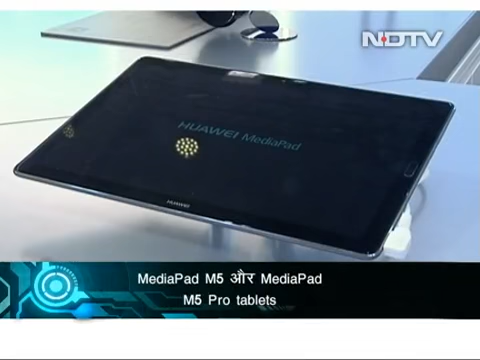 NDTV
HUAWEI MediaPad
HUAWEI
MediaPad M5 और MediaPad
M5 Pro tablets